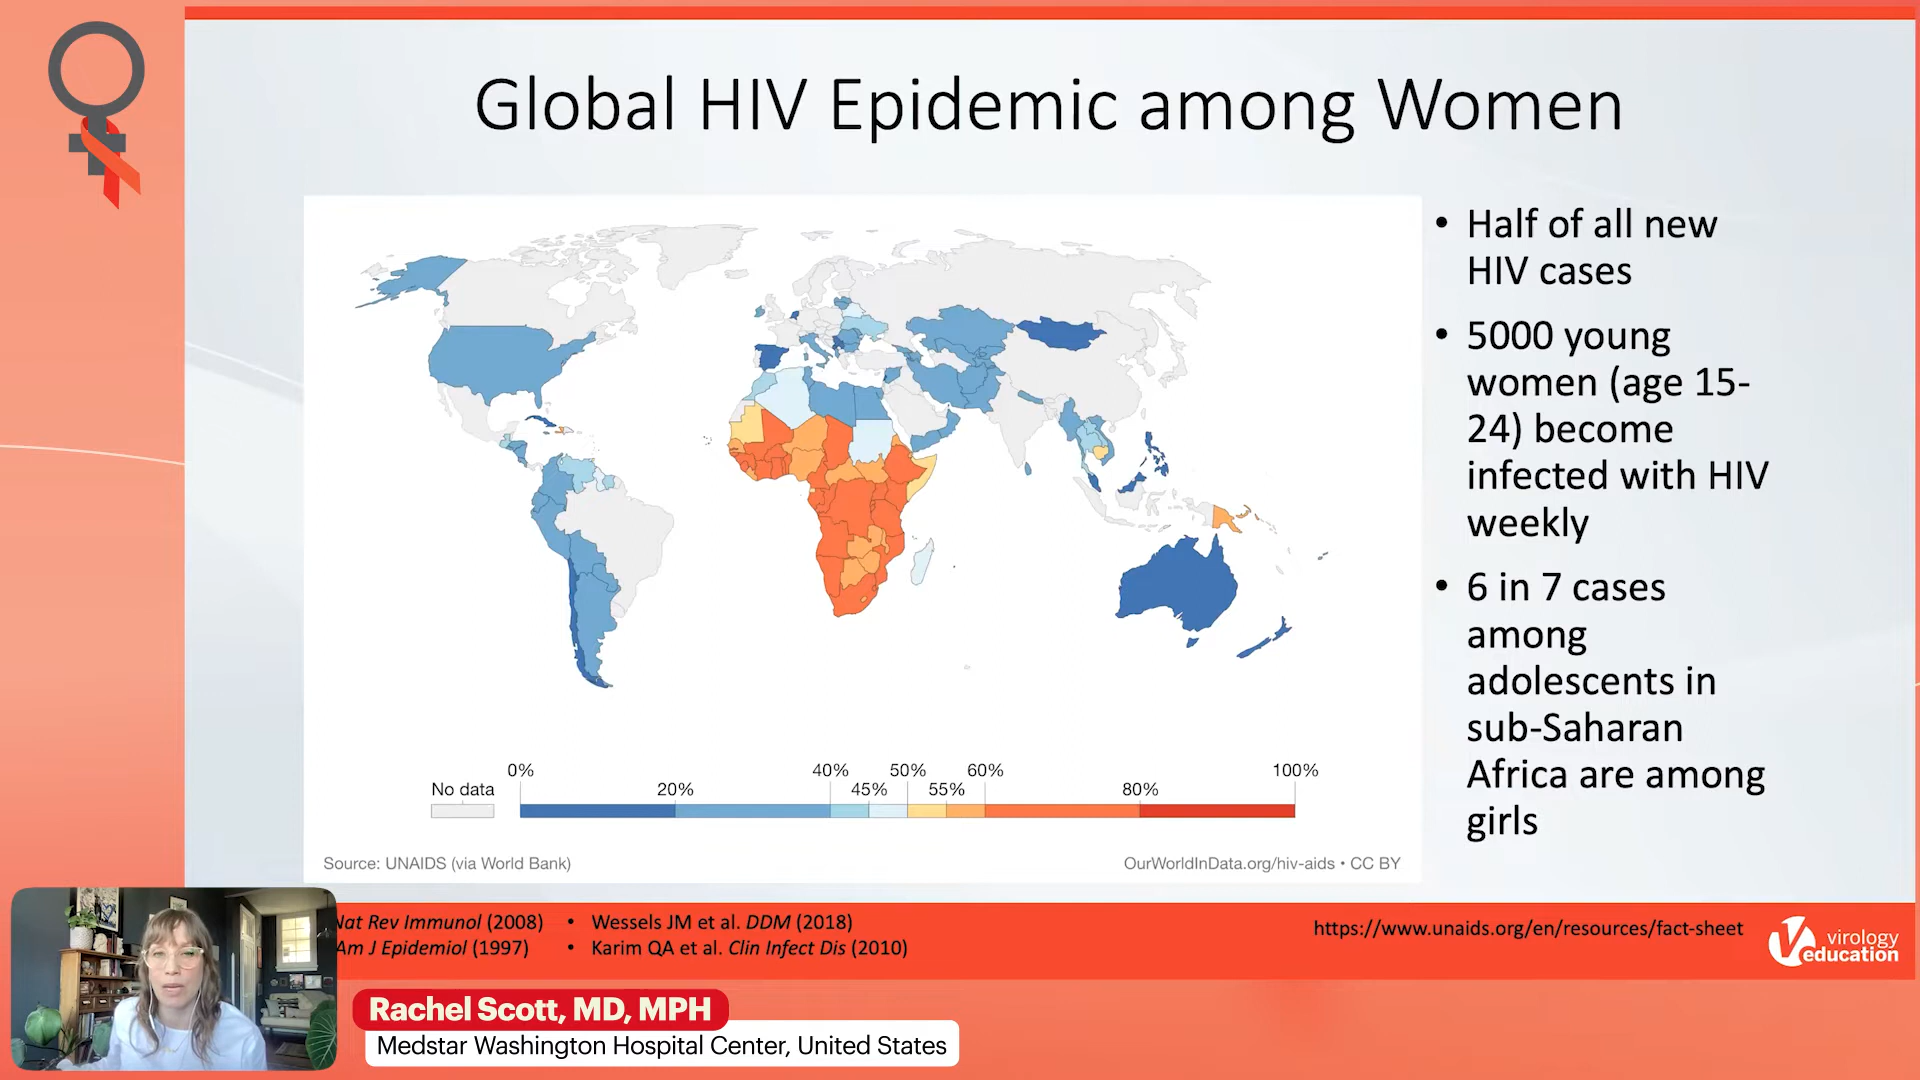 Global HIV Epidemic among Women
• Half of all new
HIV cases
• 5000 young
women (age 15-
24) become
infected with HIV
weekly
• 6 in 7 cases
among
adolescents in
sub-Saharan
Africa are among
girls
0% 40% 50% 60% 100%
No data 20% 45% 55% 80%
Source: UNAIDS (via World Bank)
OurWorldInData.org/hiv-aids • CC BY
Nat Rev Immunol (2008)
Am J Epidemiol (1997)
• Wessels JM et al. DDM (2018)
• Karim QA et al. Clin Infect Dis (2010)
https://www.unaids.org/en/resources/fact-sheet
virology
education
Rachel Scott, MD, MPH
Medstar Washington Hospital Center, United States